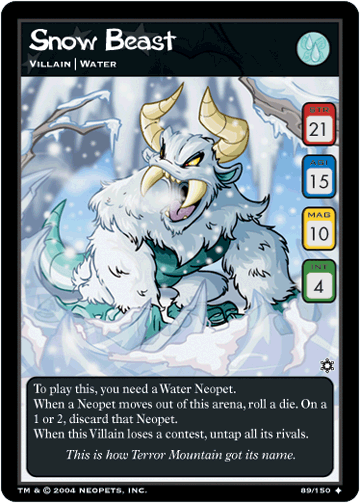 Snow Beast
Villain | Water
STR
21
AGI
15
MAG
10
INT
4
To play this, you need a Water Neopet.
When a Neopet moves out of this arena, roll a die. On a
1 or 2, discard that Neopet.
When this Villain loses a contest, untap all its rivals.
This is how Terror Mountain got its name.
TM & © 2004 NEOPETS, INC.
89/150 ♦